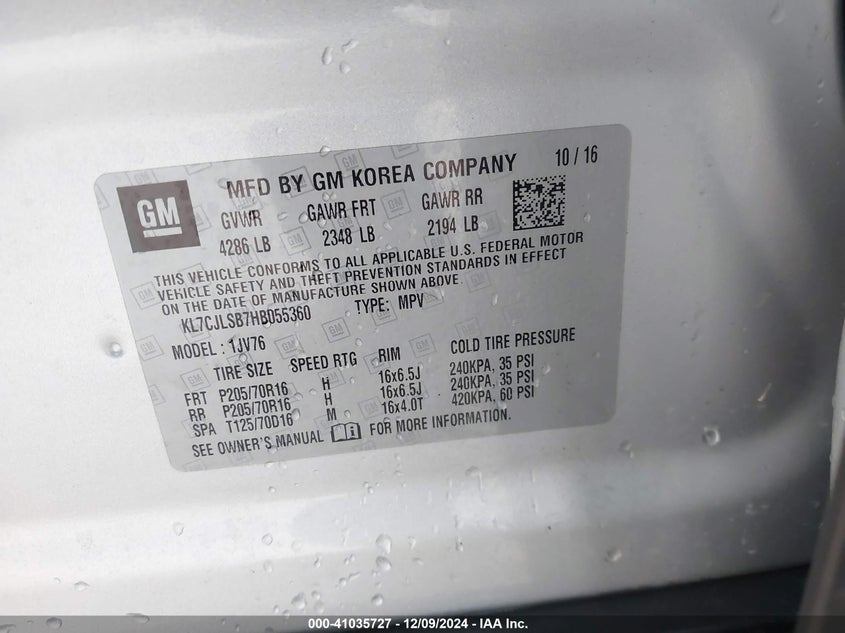 GM
MFD BY GM KOREA COMPANY 10 / 16
GVWR GAWR FRT GAWR RR
4286 LB 2348 LB 2194 LB
THIS VEHICLE CONFORMS TO ALL APPLICABLE U.S. FEDERAL MOTOR
VEHICLE SAFETY AND THEFT PREVENTION STANDARDS IN EFFECT
ON THE DATE OF MANUFACTURE SHOWN ABOVE.
KL7CJLSB7HB055360 TYPE: MPV
MODEL: 1JV76
TIRE SIZE SPEED RTG RIM COLD TIRE PRESSURE
FRT P205/70R16 H 16x6.5J 240KPA, 35 PSI
RR P205/70R16 H 16x6.5J 240KPA, 35 PSI
SPA T125/70D16 M 16x4.0T 420KPA, 60 PSI
SEE OWNER'S MANUAL FOR MORE INFORMATION.
000-41035727 - 12/09/2024 - IAA Inc.